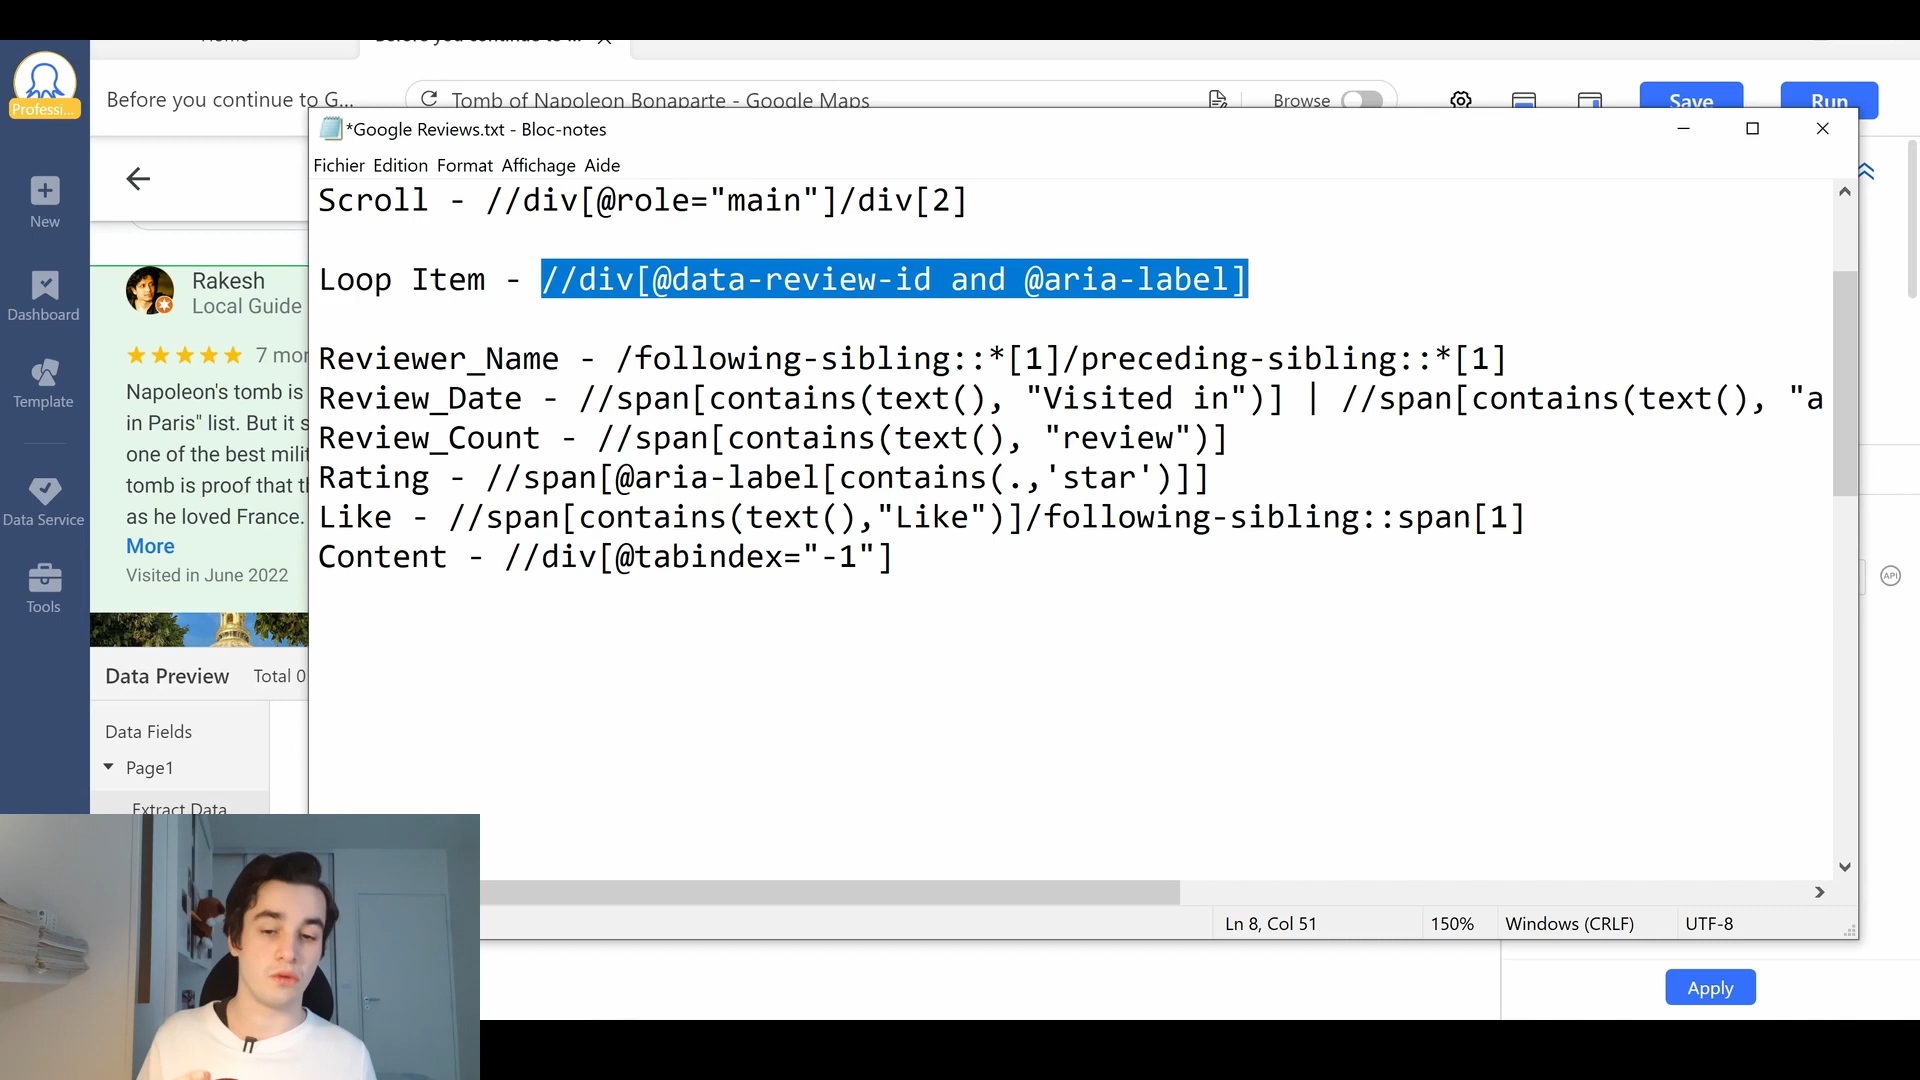 Before you continue to G...
Tomb of Napoleon Bonaparte - Google Maps
Browse
Save
Run
Professi...
New
Dashboard
Template
Data Service
Tools
*Google Reviews.txt - Bloc-notes
Fichier Edition Format Affichage Aide
Scroll - //div[@role="main"]/div[2]
Loop Item - //div[@data-review-id and @aria-label]
Reviewer_Name - /following-sibling::*[1]/preceding-sibling::*[1]
Review_Date - //span[contains(text(), "Visited in")] | //span[contains(text(), "a
Review_Count - //span[contains(text(), "review")]
Rating - //span[@aria-label[contains(.,'star')]]
Like - //span[contains(text(),"Like")]/following-sibling::span[1]
Content - //div[@tabindex="-1"]
Rakesh
Local Guide
7 mon
Napoleon's tomb is
in Paris" list. But it s
one of the best milit
tomb is proof that th
as he loved France.
More
Visited in June 2022
Data Preview Total 0
Data Fields
Page1
Extract Data
API
Ln 8, Col 51
150%
Windows (CRLF)
UTF-8
Apply